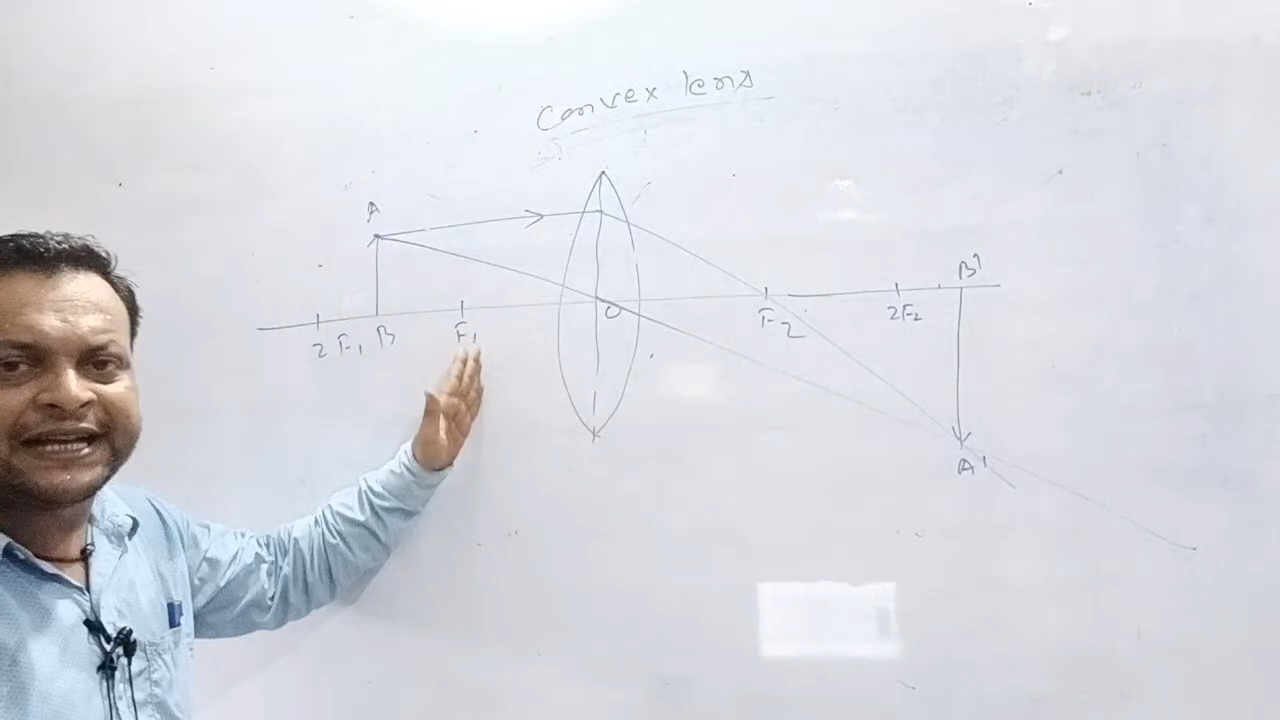 Convex lens
A
B'
2F₁ B F₁ O F₂ 2F₂
A'